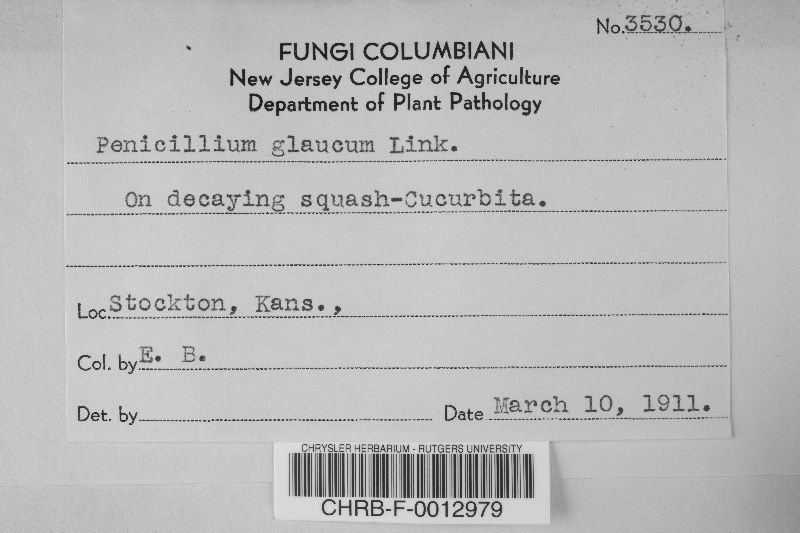 No. 3530.
FUNGI COLUMBIANI
New Jersey College of Agriculture
Department of Plant Pathology
Penicillium glaucum Link.
On decaying squash-Cucurbita.
Loc. Stockton, Kans.,
Col. by E. B.
Det. by
Date March 10, 1911.
CHRYSLER HERBARIUM - RUTGERS UNIVERSITY
CHRB-F-0012979